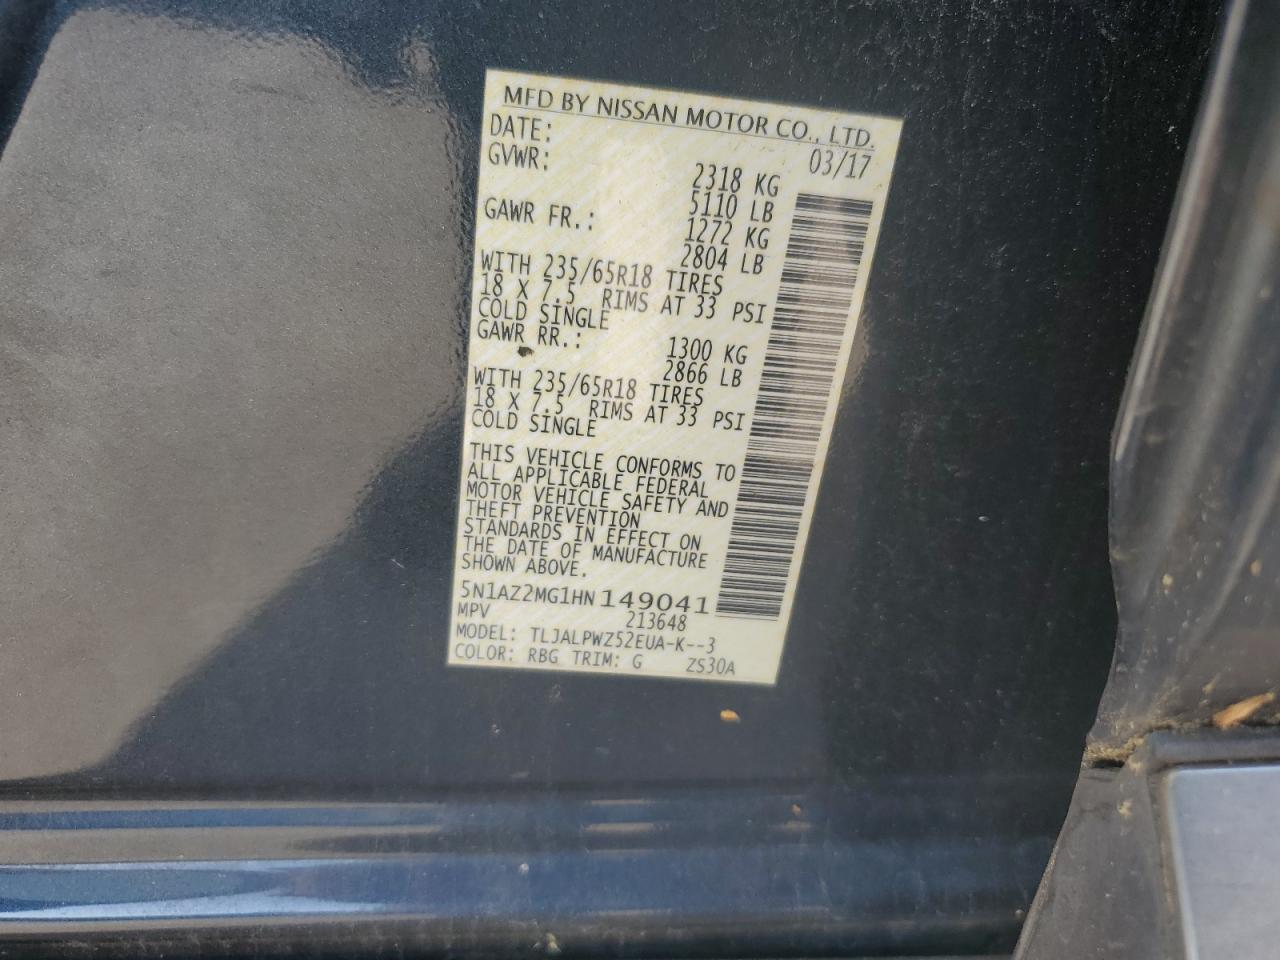 MFD BY NISSAN MOTOR CO., LTD.
DATE: 03/17
GVWR: 2318 KG
5110 LB
GAWR FR.: 1272 KG
2804 LB
WITH 235/65R18 TIRES
18 X 7.5 RIMS AT 33 PSI
COLD SINGLE
GAWR RR.: 1300 KG
2866 LB
WITH 235/65R18 TIRES
18 X 7.5 RIMS AT 33 PSI
COLD SINGLE
THIS VEHICLE CONFORMS TO
ALL APPLICABLE FEDERAL
MOTOR VEHICLE SAFETY AND
THEFT PREVENTION
STANDARDS IN EFFECT ON
THE DATE OF MANUFACTURE
SHOWN ABOVE.
5N1AZ2MG1HN149041
MPV 213648
MODEL: TLJALPWZ52EUA-K--3
COLOR: RBG TRIM: G ZS30A